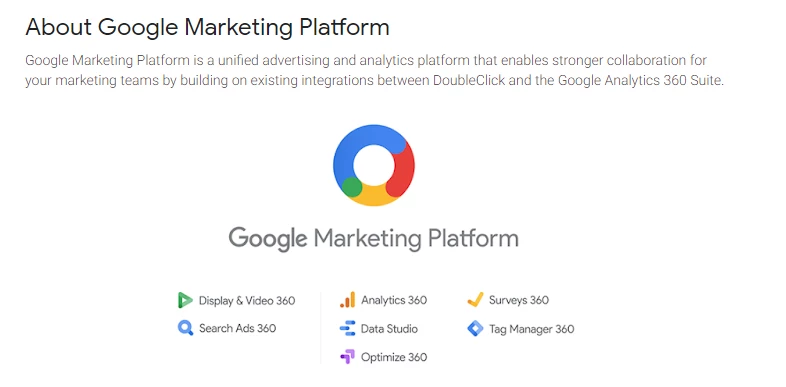 About Google Marketing Platform
Google Marketing Platform is a unified advertising and analytics platform that enables stronger collaboration for
your marketing teams by building on existing integrations between DoubleClick and the Google Analytics 360 Suite.
Google Marketing Platform
Display & Video 360
Search Ads 360
Analytics 360
Data Studio
Optimize 360
Surveys 360
Tag Manager 360